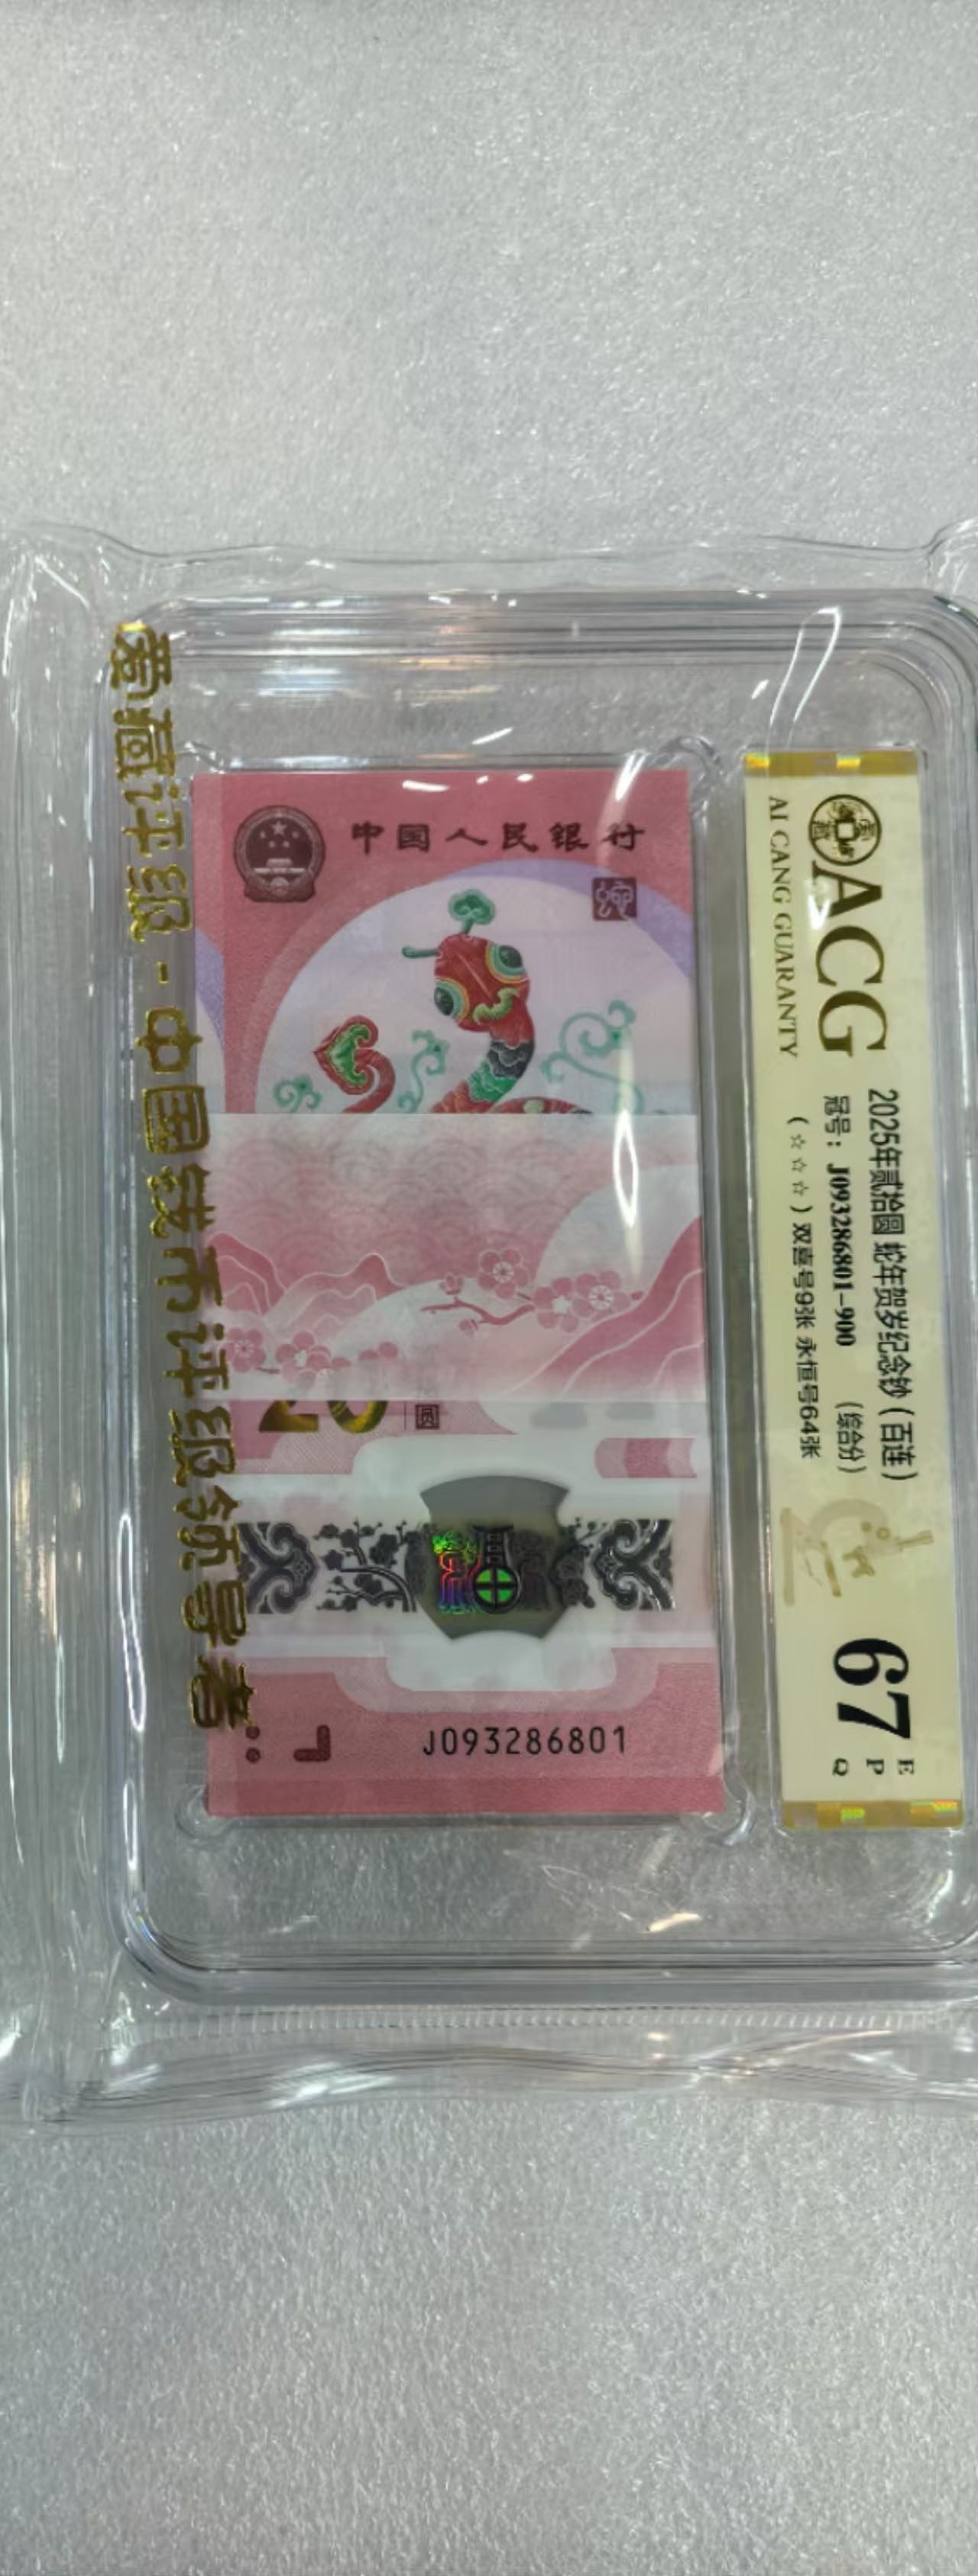 爱藏评级-中国钱币评级领导者
中国人民银行
圆
J093286801
ACG
AI CANG GUARANTY
2025年贰拾圆 蛇年贺岁纪念钞（百连）
冠号：J093286801-900 （综合分）
（☆☆☆）双喜号9张 永恒号64张
67
E
P
Q